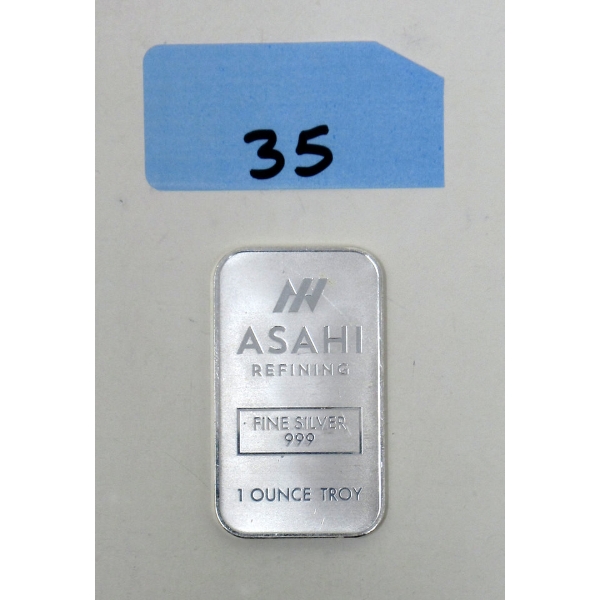 35
ASAHI
REFINING
FINE SILVER
999
1 OUNCE TROY